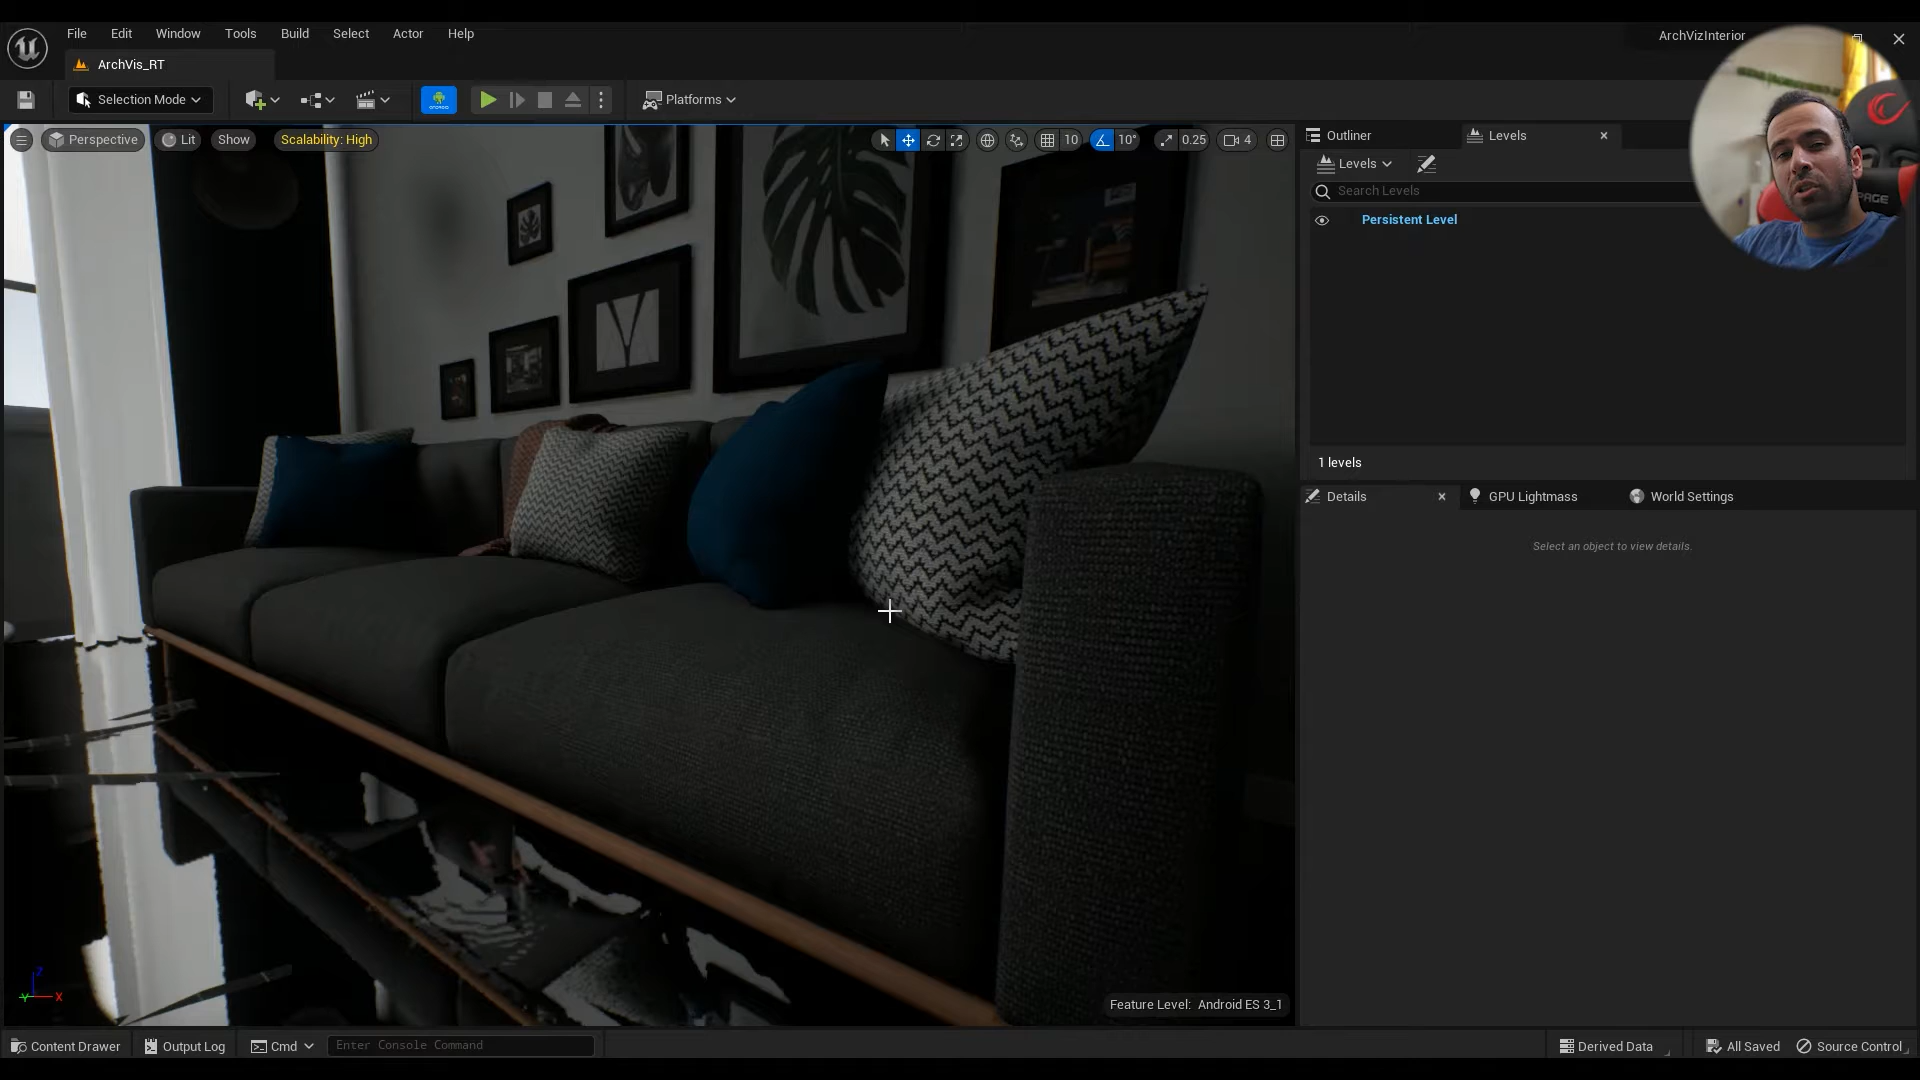 File Edit Window Tools Build Select Actor Help
ArchVizInterior
ArchVis_RT
Selection Mode
Platforms
Perspective Lit Show Scalability: High
10 10° 0.25 4
Outliner
Levels
Levels
Search Levels
Persistent Level
1 levels
Details
GPU Lightmass
World Settings
Select an object to view details.
Feature Level: Android ES 3_1
Content Drawer
Output Log
Cmd
Enter Console Command
Derived Data
All Saved
Source Control